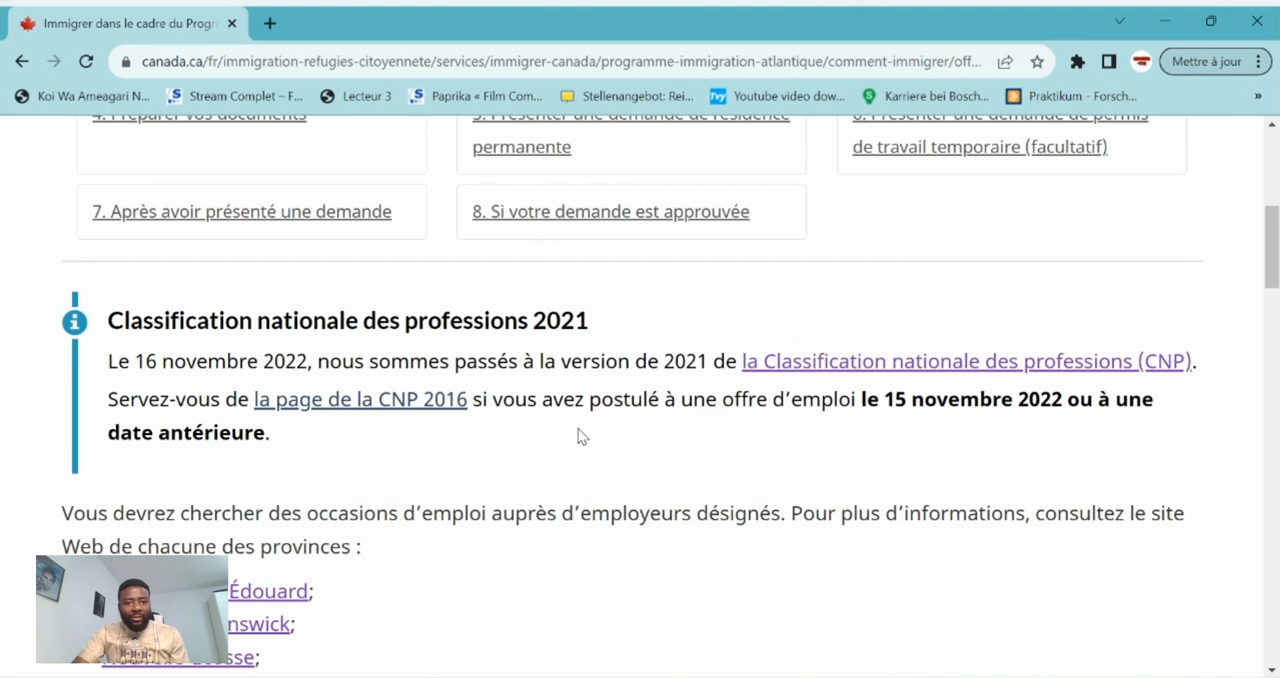 Immigrer dans le cadre du Progr
canada.ca/fr/immigration-refugies-citoyennete/services/immigrer-canada/programme-immigration-atlantique/comment-immigrer/off...
Mettre à jour
Koi Wa Ameagari N...
Stream Complet – F...
Lecteur 3
Paprika « Film Com...
Stellenangebot: Rei...
Youtube video dow...
Karriere bei Bosch...
Praktikum - Forsch...
»
4. Préparer vos documents
5. Présenter une demande de résidence
permanente
6. Présenter une demande de permis
de travail temporaire (facultatif)
7. Après avoir présenté une demande
8. Si votre demande est approuvée
Classification nationale des professions 2021
Le 16 novembre 2022, nous sommes passés à la version de 2021 de la Classification nationale des professions (CNP).
Servez-vous de la page de la CNP 2016 si vous avez postulé à une offre d’emploi le 15 novembre 2022 ou à une
date antérieure.
Vous devrez chercher des occasions d’emploi auprès d’employeurs désignés. Pour plus d’informations, consultez le site
Web de chacune des provinces :
Édouard;
nswick;